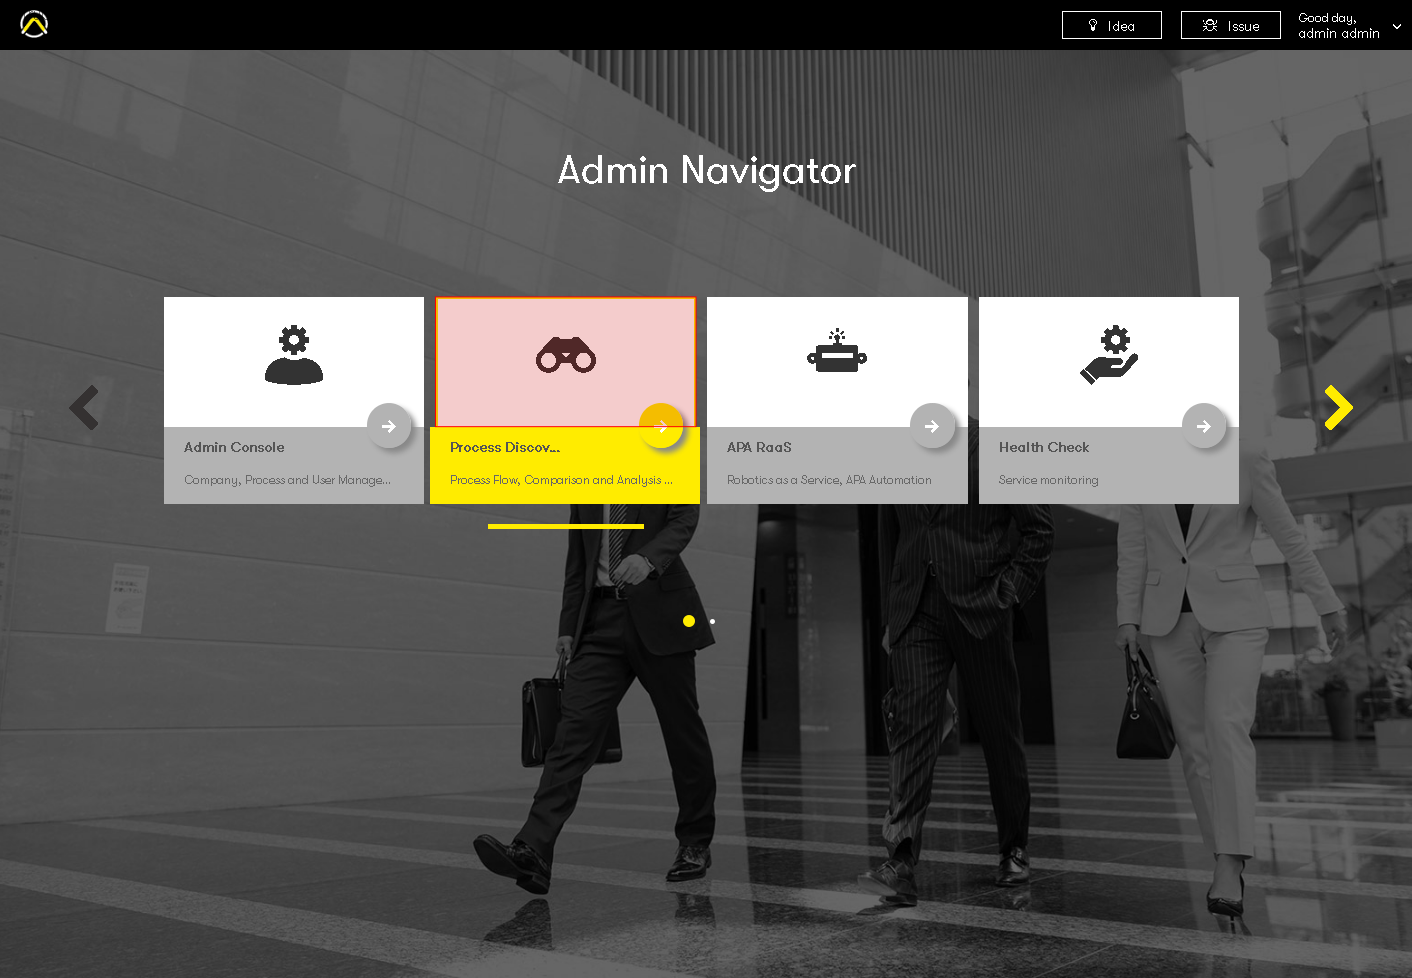 Idea
Issue
Good day,
admin admin
Admin Navigator
Admin Console
Company, Process and User Manage...
Process Discov...
Process Flow, Comparison and Analysis ...
APA RaaS
Robotics as a Service, APA Automation
Health Check
Service monitoring